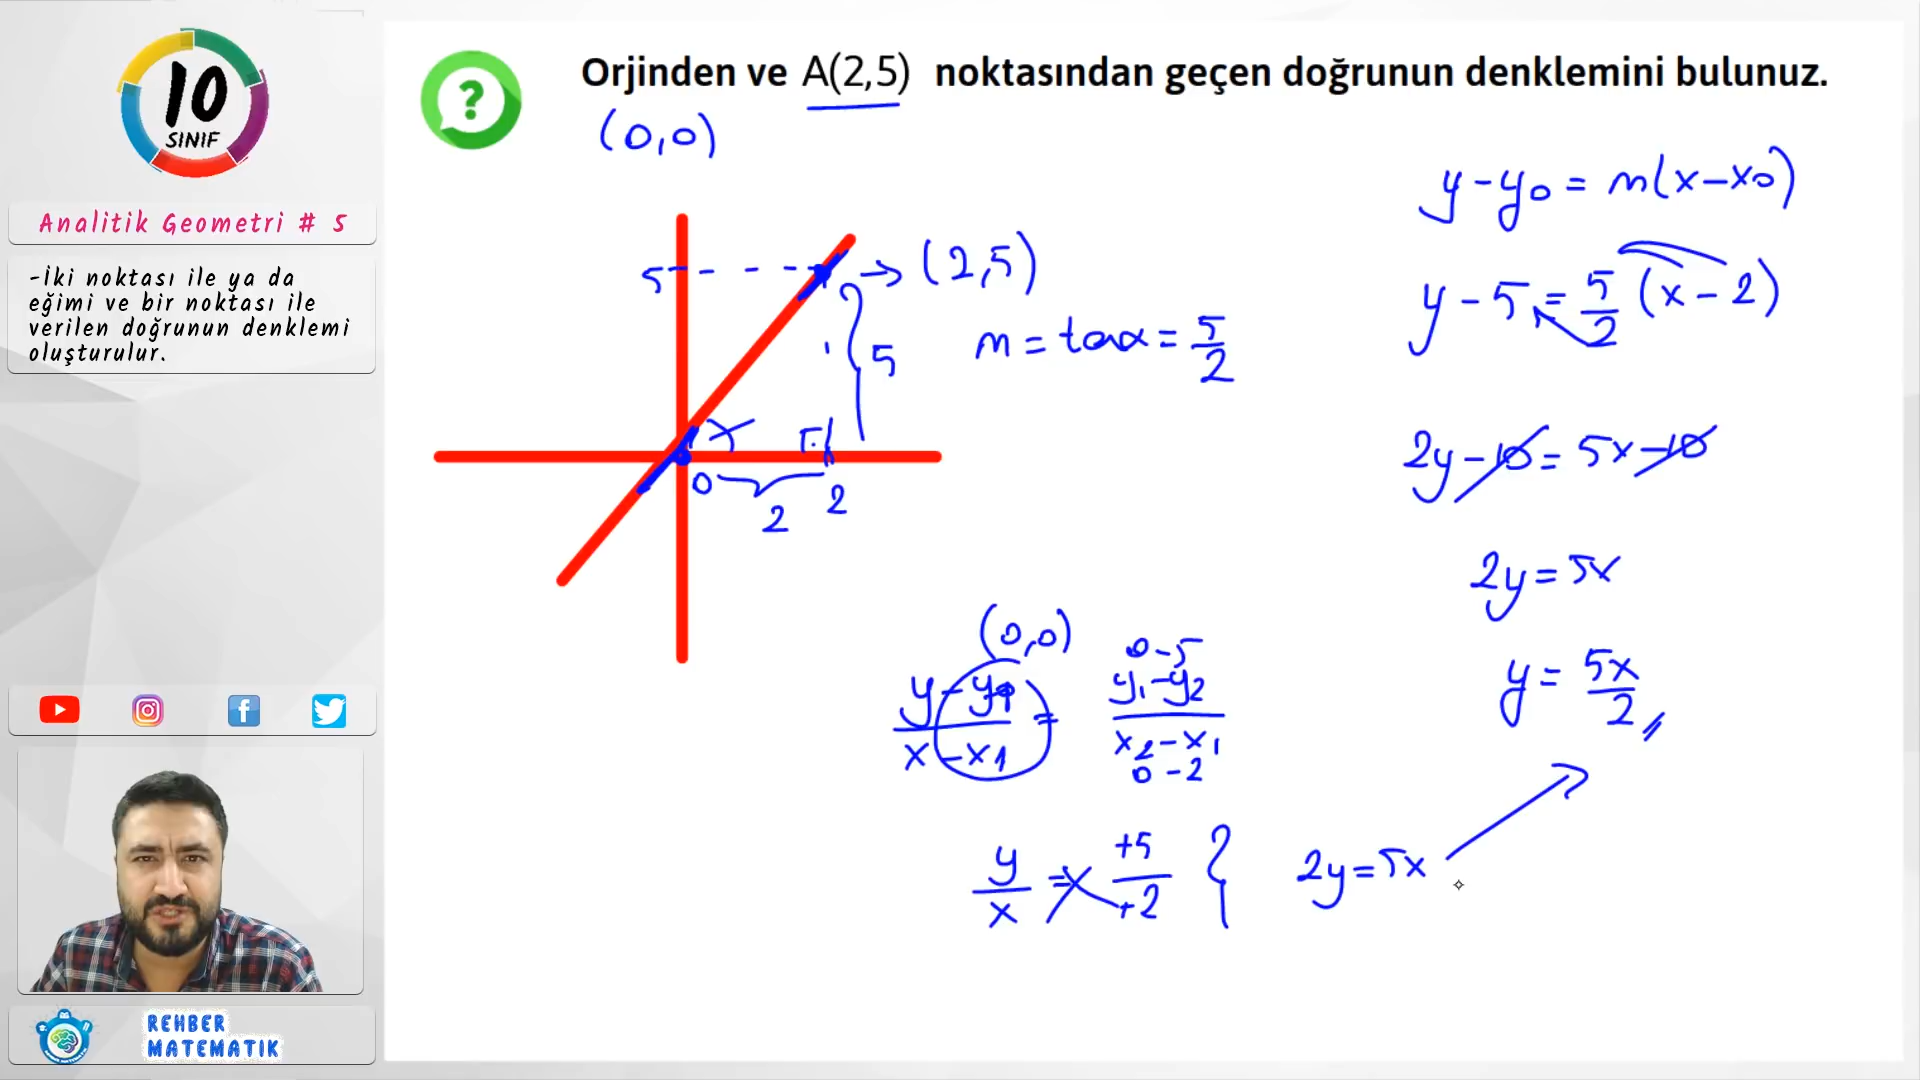 10
SINIF
Analitik Geometri # 5
-İki noktası ile ya da
eğimi ve bir noktası ile
verilen doğrunun denklemi
oluşturulur.
REHBER
MATEMATIK
?
Orjinden ve A(2,5) noktasından geçen doğrunun denklemini bulunuz.
(0,0)
5
→ (2,5)
5
0
2
2
m = tanα = 5/2
y - y0 = m(x - x0)
y - 5 = 5/2 (x - 2)
2y - 10 = 5x - 10
2y = 5x
y = 5x/2
(0,0)
0 - 5
y - y1 / x - x1 = y1 - y2 / x2 - x1
0 - 2
y/x = +5/+2
2y = 5x